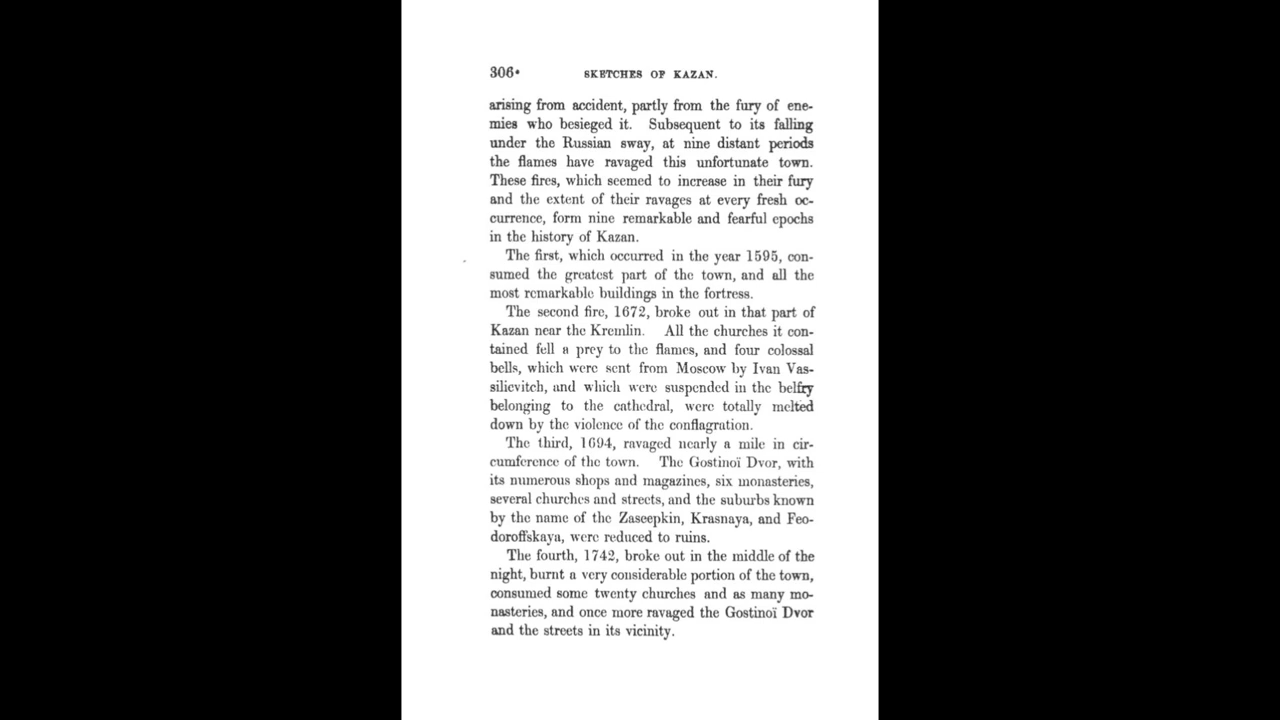 306•
SKETCHES OF KAZAN.
arising from accident, partly from the fury of ene-
mies who besieged it. Subsequent to its falling
under the Russian sway, at nine distant periods
the flames have ravaged this unfortunate town.
These fires, which seemed to increase in their fury
and the extent of their ravages at every fresh oc-
currence, form nine remarkable and fearful epochs
in the history of Kazan.
The first, which occurred in the year 1595, con-
sumed the greatest part of the town, and all the
most remarkable buildings in the fortress.
The second fire, 1672, broke out in that part of
Kazan near the Kremlin. All the churches it con-
tained fell a prey to the flames, and four colossal
bells, which were sent from Moscow by Ivan Vas-
silievitch, and which were suspended in the belfry
belonging to the cathedral, were totally melted
down by the violence of the conflagration.
The third, 1694, ravaged nearly a mile in cir-
cumference of the town. The Gostinoï Dvor, with
its numerous shops and magazines, six monasteries,
several churches and streets, and the suburbs known
by the name of the Zaseepkin, Krasnaya, and Feo-
doroffskaya, were reduced to ruins.
The fourth, 1742, broke out in the middle of the
night, burnt a very considerable portion of the town,
consumed some twenty churches and as many mo-
nasteries, and once more ravaged the Gostinoï Dvor
and the streets in its vicinity.